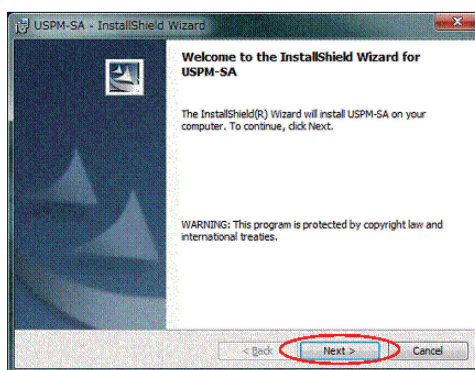 USPM-SA - InstallShield Wizard
Welcome to the InstallShield Wizard for
USPM-SA
The InstallShield(R) Wizard will install USPM-SA on your
computer. To continue, click Next.
WARNING: This program is protected by copyright law and
international treaties.
< Back
Next >
Cancel